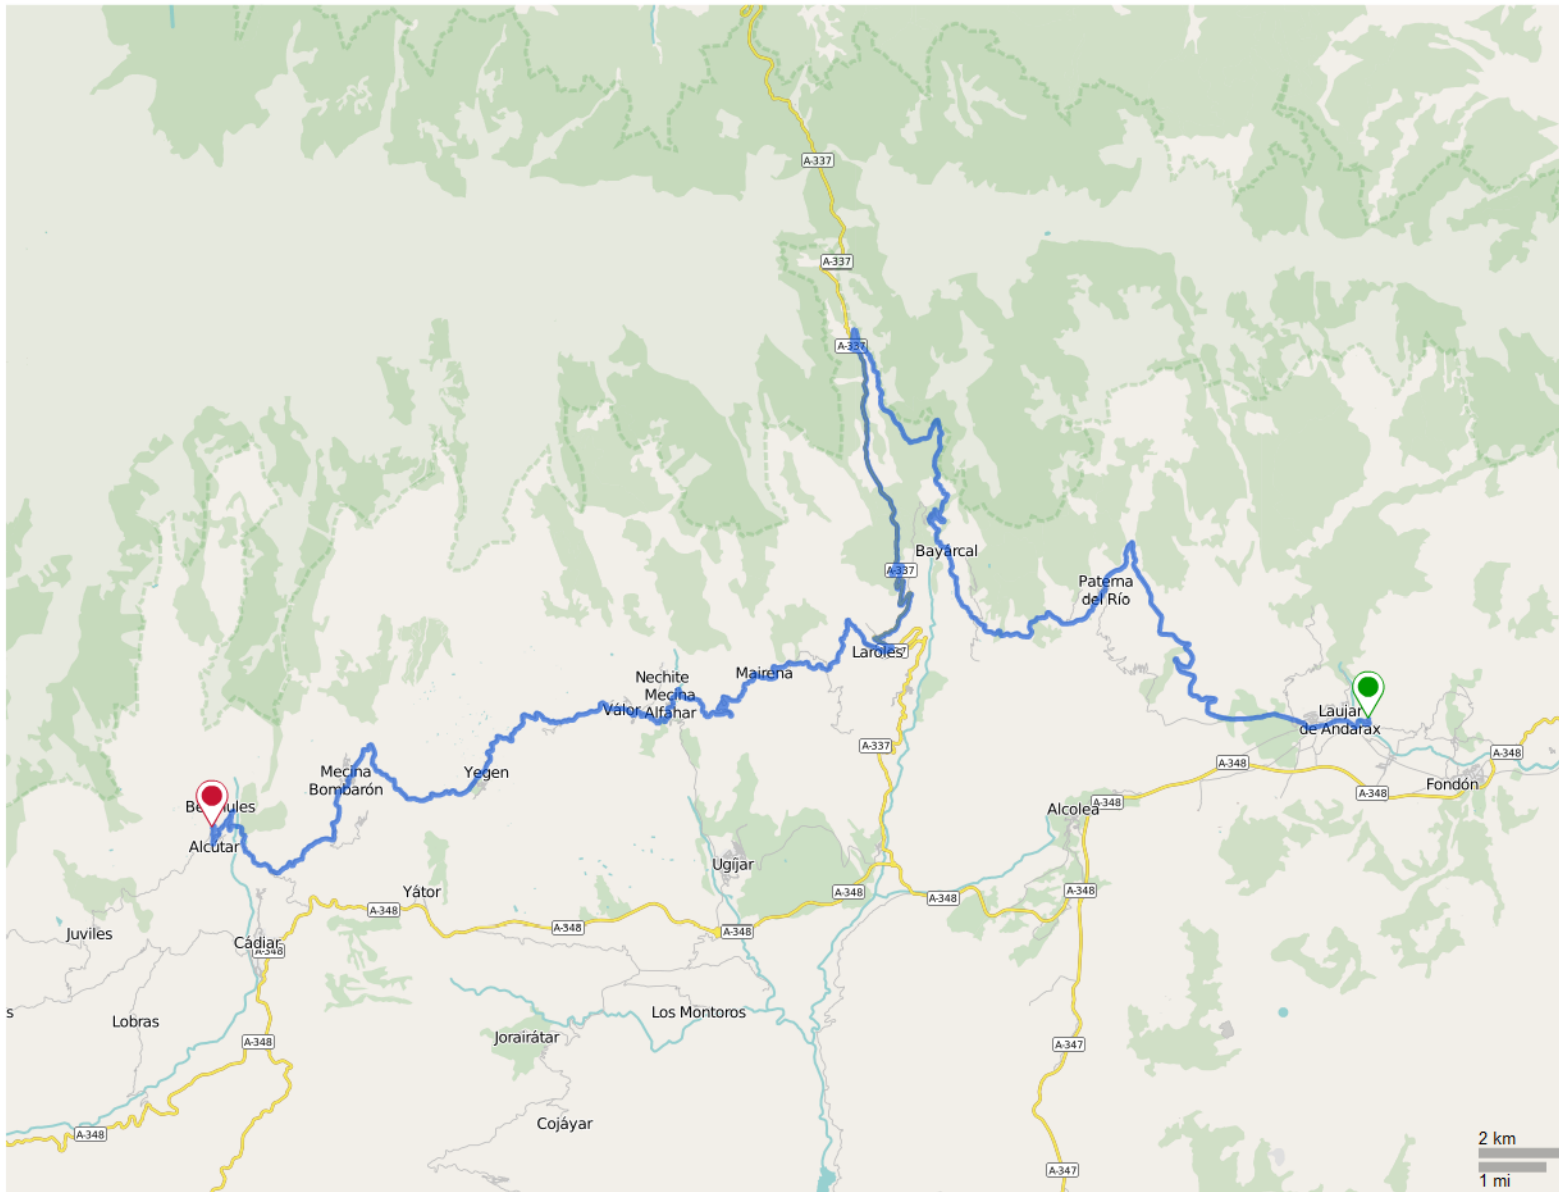 A-337
A-337
A-337
A-337
Bayárcal
Paterna
del Río
Laroles
Nechite
Mecina
Alfahar
Mairena
Válor
Laujar
de Andarax
A-337
A-348
A-348
A-348
Fondón
Yegen
Mecina
Bombarón
Alcolea
A-348
Alcútar
Ugíjar
Yátor
A-348
A-348
A-348
A-348
A-348
A-348
Juviles
Cádiar
A-348
s
Lobras
Los Montoros
Jorairátar
A-348
A-347
Cojáyar
A-348
A-347
2 km
1 mi